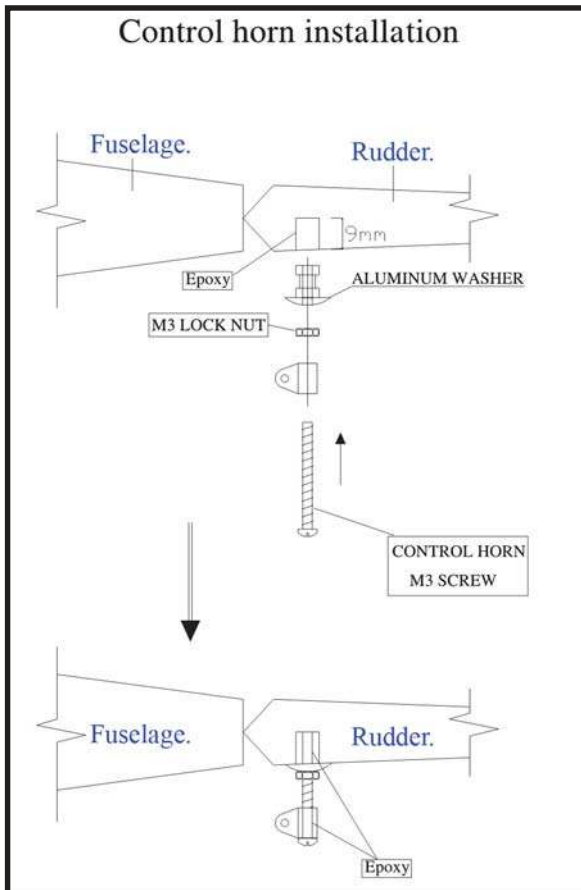 Control horn installation
Fuselage.
Rudder.
9mm
Epoxy
ALUMINUM WASHER
M3 LOCK NUT
CONTROL HORN
M3 SCREW
Fuselage.
Rudder.
Epoxy